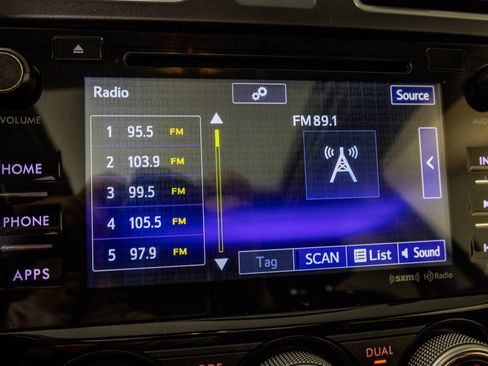 Radio
Source
VOLUME
FM 89.1
1 95.5 FM
2 103.9 FM
3 99.5 FM
4 105.5 FM
5 97.9 FM
HOME
PHONE
APPS
Tag
SCAN
List
Sound
((sxm))
HD Radio
DUAL